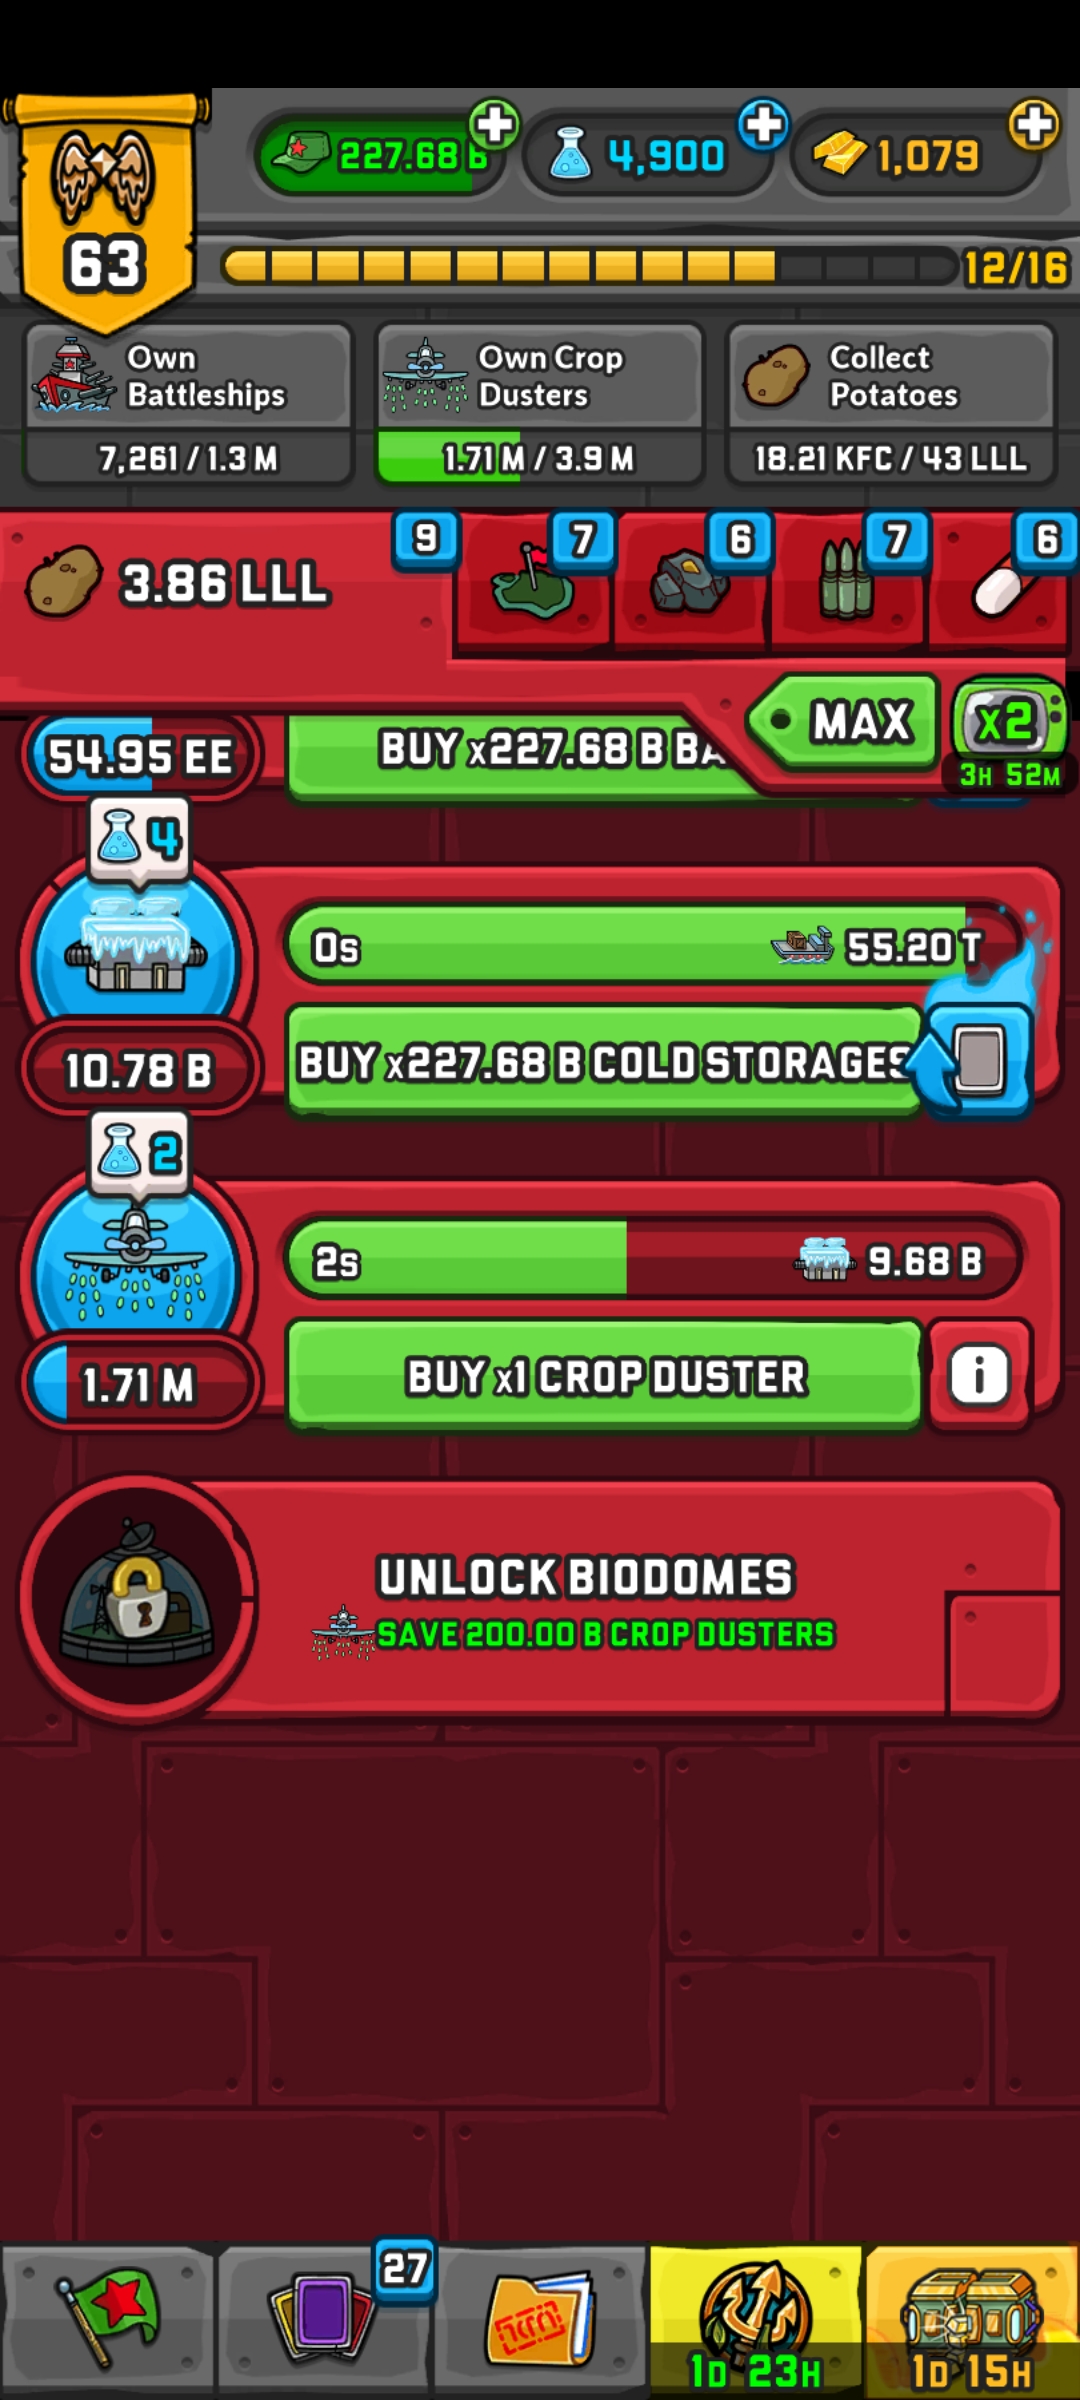 227.68 B
4,900
1,079
63
12/16
Own
Battleships
7,261 / 1.3 M
Own Crop
Dusters
1.71 M / 3.9 M
Collect
Potatoes
18.21 KFC / 43 LLL
3.86 LLL
9
7
6
7
6
MAX
x2
3H 52M
54.95 EE
BUY x227.68 B BA
4
0s
55.20 T
10.78 B
BUY x227.68 B COLD STORAGES
2
2s
9.68 B
1.71 M
BUY x1 CROP DUSTER
i
UNLOCK BIODOMES
SAVE 200.00 B CROP DUSTERS
27
1D 23H
1D 15H